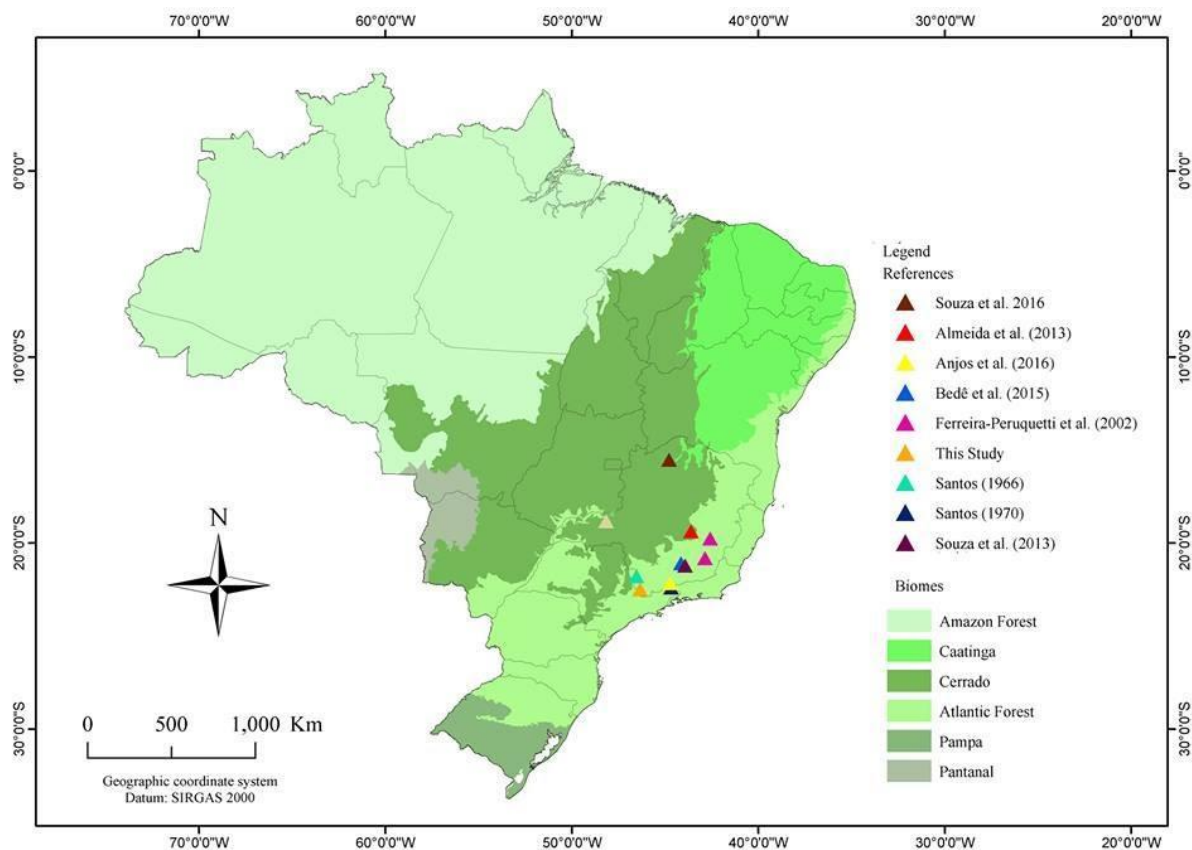 70°0'0"W 60°0'0"W 50°0'0"W 40°0'0"W 30°0'0"W 20°0'0"W
0°0'0"
10°0'0"S
20°0'0"S
30°0'0"S
0°0'0"
10°0'0"S
20°0'0"S
30°0'0"S
Legend
References
Souza et al. 2016
Almeida et al. (2013)
Anjos et al. (2016)
Bedê et al. (2015)
Ferreira-Peruquetti et al. (2002)
This Study
Santos (1966)
Santos (1970)
Souza et al. (2013)
Biomes
Amazon Forest
Caatinga
Cerrado
Atlantic Forest
Pampa
Pantanal
N
0 500 1,000 Km
Geographic coordinate system
Datum: SIRGAS 2000
70°0'0"W 60°0'0"W 50°0'0"W 40°0'0"W 30°0'0"W 20°0'0"W